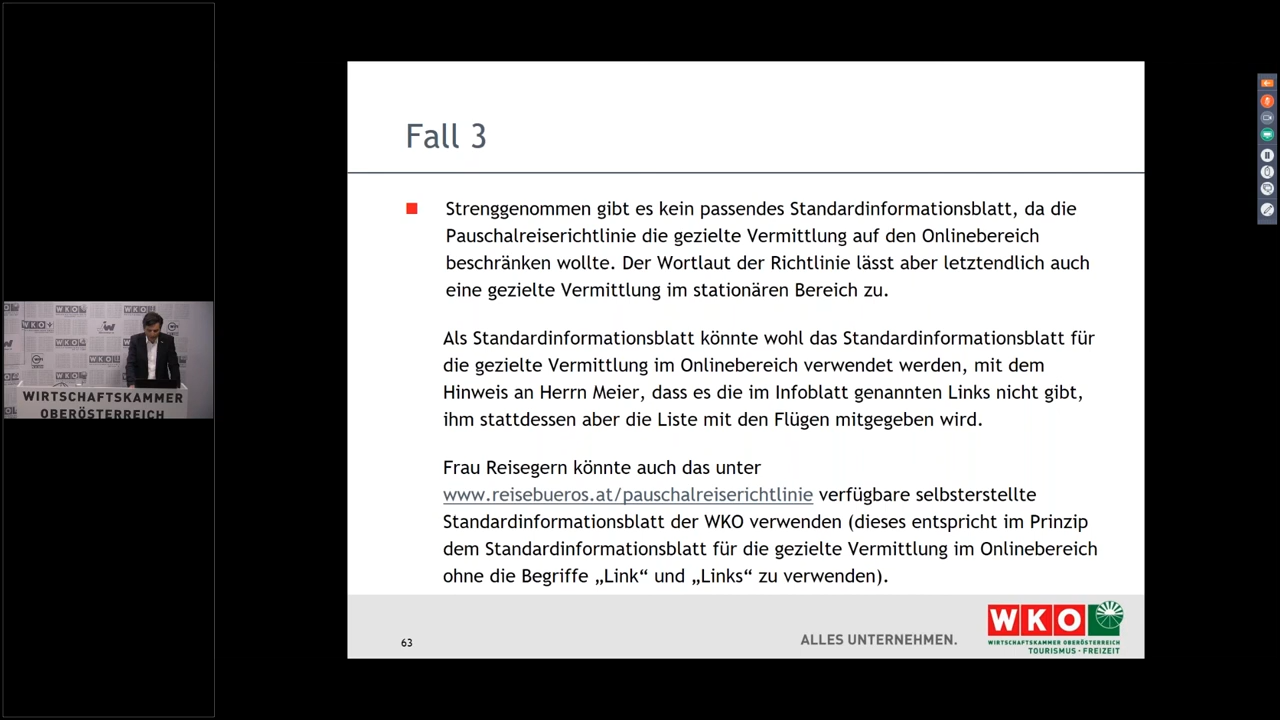 Fall 3
Strenggenommen gibt es kein passendes Standardinformationsblatt, da die
Pauschalreiserichtlinie die gezielte Vermittlung auf den Onlinebereich
beschränken wollte. Der Wortlaut der Richtlinie lässt aber letztendlich auch
eine gezielte Vermittlung im stationären Bereich zu.
Als Standardinformationsblatt könnte wohl das Standardinformationsblatt für
die gezielte Vermittlung im Onlinebereich verwendet werden, mit dem
Hinweis an Herrn Meier, dass es die im Infoblatt genannten Links nicht gibt,
ihm stattdessen aber die Liste mit den Flügen mitgegeben wird.
Frau Reisegern könnte auch das unter
www.reisebueros.at/pauschalreiserichtlinie verfügbare selbsterstellte
Standardinformationsblatt der WKO verwenden (dieses entspricht im Prinzip
dem Standardinformationsblatt für die gezielte Vermittlung im Onlinebereich
ohne die Begriffe „Link“ und „Links“ zu verwenden).
63
ALLES UNTERNEHMEN.
WKO
WIRTSCHAFTSKAMMER OBERÖSTERREICH
TOURISMUS · FREIZEIT
WKO
WKO
WKO
WKO
WIRTSCHAFTSKAMMER
OBERÖSTERREICH